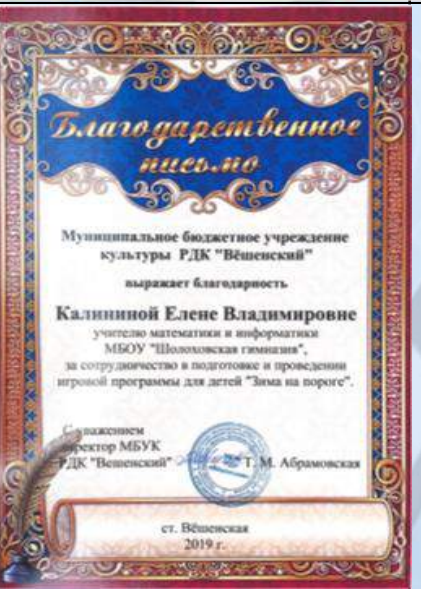 Благодарственное
письмо
Муниципальное бюджетное учреждение
культуры РДК "Вёшенский"
выражает благодарность
Калининой Елене Владимировне
учителю математики и информатики
МБОУ "Шолоховская гимназия",
за сотрудничество в подготовке и проведении
игровой программы для детей "Зима на пороге".
С уважением
директор МБУК
РДК "Вешенский" Т. М. Абрамовская
ст. Вёшенская
2019 г.